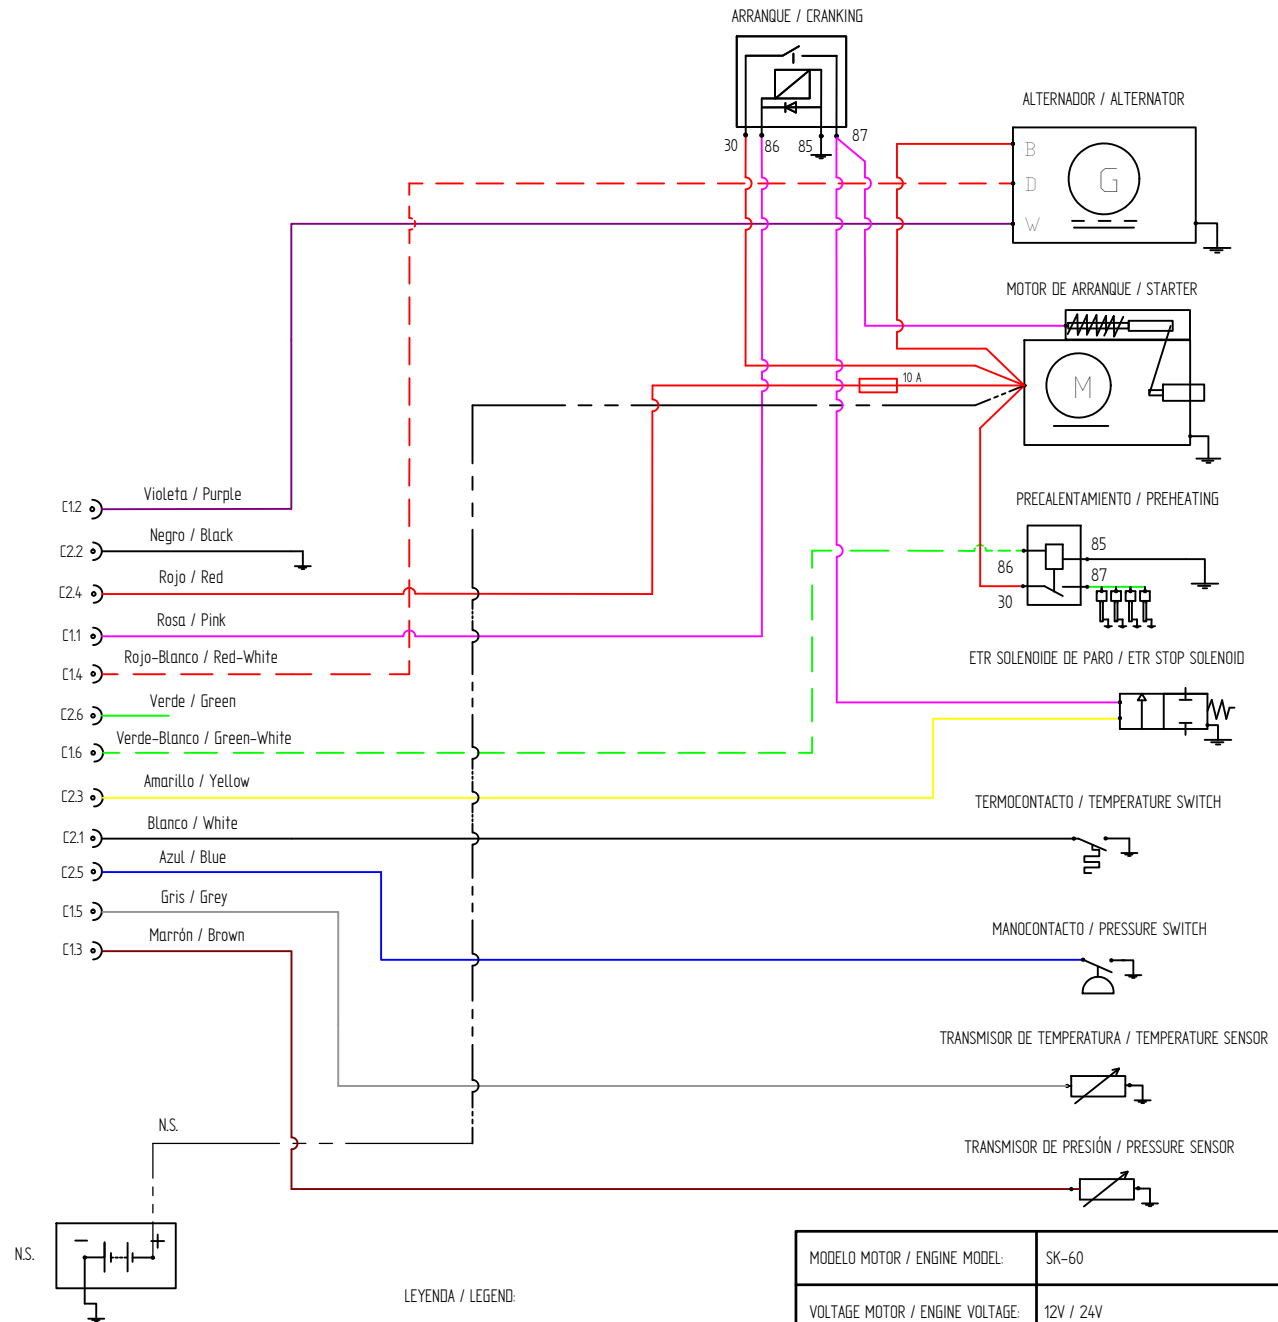 ARRANQUE / CRANKING
30
86
85
87
ALTERNADOR / ALTERNATOR
B
D
W
G
MOTOR DE ARRANQUE / STARTER
M
10 A
PRECALENTAMIENTO / PREHEATING
85
86
87
30
ETR SOLENOIDE DE PARO / ETR STOP SOLENOID
TERMOCONTACTO / TEMPERATURE SWITCH
MANOCONTACTO / PRESSURE SWITCH
TRANSMISOR DE TEMPERATURA / TEMPERATURE SENSOR
TRANSMISOR DE PRESIÓN / PRESSURE SENSOR
C1.2 Violeta / Purple
C2.2 Negro / Black
C2.4 Rojo / Red
C1.1 Rosa / Pink
C1.4 Rojo-Blanco / Red-White
C2.6 Verde / Green
C1.6 Verde-Blanco / Green-White
C2.3 Amarillo / Yellow
C2.1 Blanco / White
C2.5 Azul / Blue
C1.5 Gris / Grey
C1.3 Marrón / Brown
N.S.
N.S.
- +
LEYENDA / LEGEND:
MODELO MOTOR / ENGINE MODEL: SK-60
VOLTAGE MOTOR / ENGINE VOLTAGE: 12V / 24V